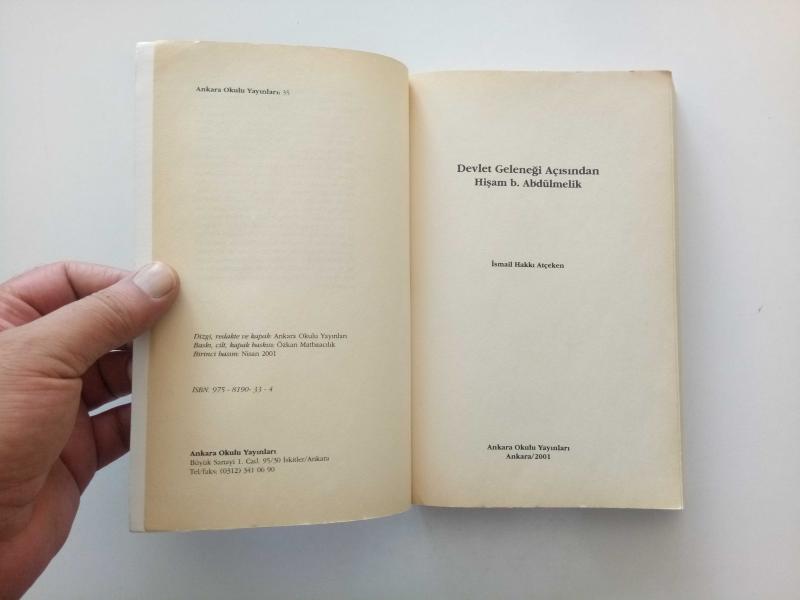 Ankara Okulu Yayınları: 35
Dizgi, redakte ve kapak: Ankara Okulu Yayınları
Baskı, cilt, kapak baskısı: Özkan Matbaacılık
Birinci basım: Nisan 2001
ISBN: 975 - 8190- 33 - 4
Ankara Okulu Yayınları
Büyük Sanayi 1. Cad. 95/30 İskitler/Ankara
Tel/faks: (0312) 341 06 90
Devlet Geleneği Açısından
Hişam b. Abdülmelik
İsmail Hakkı Atçeken
Ankara Okulu Yayınları
Ankara/2001